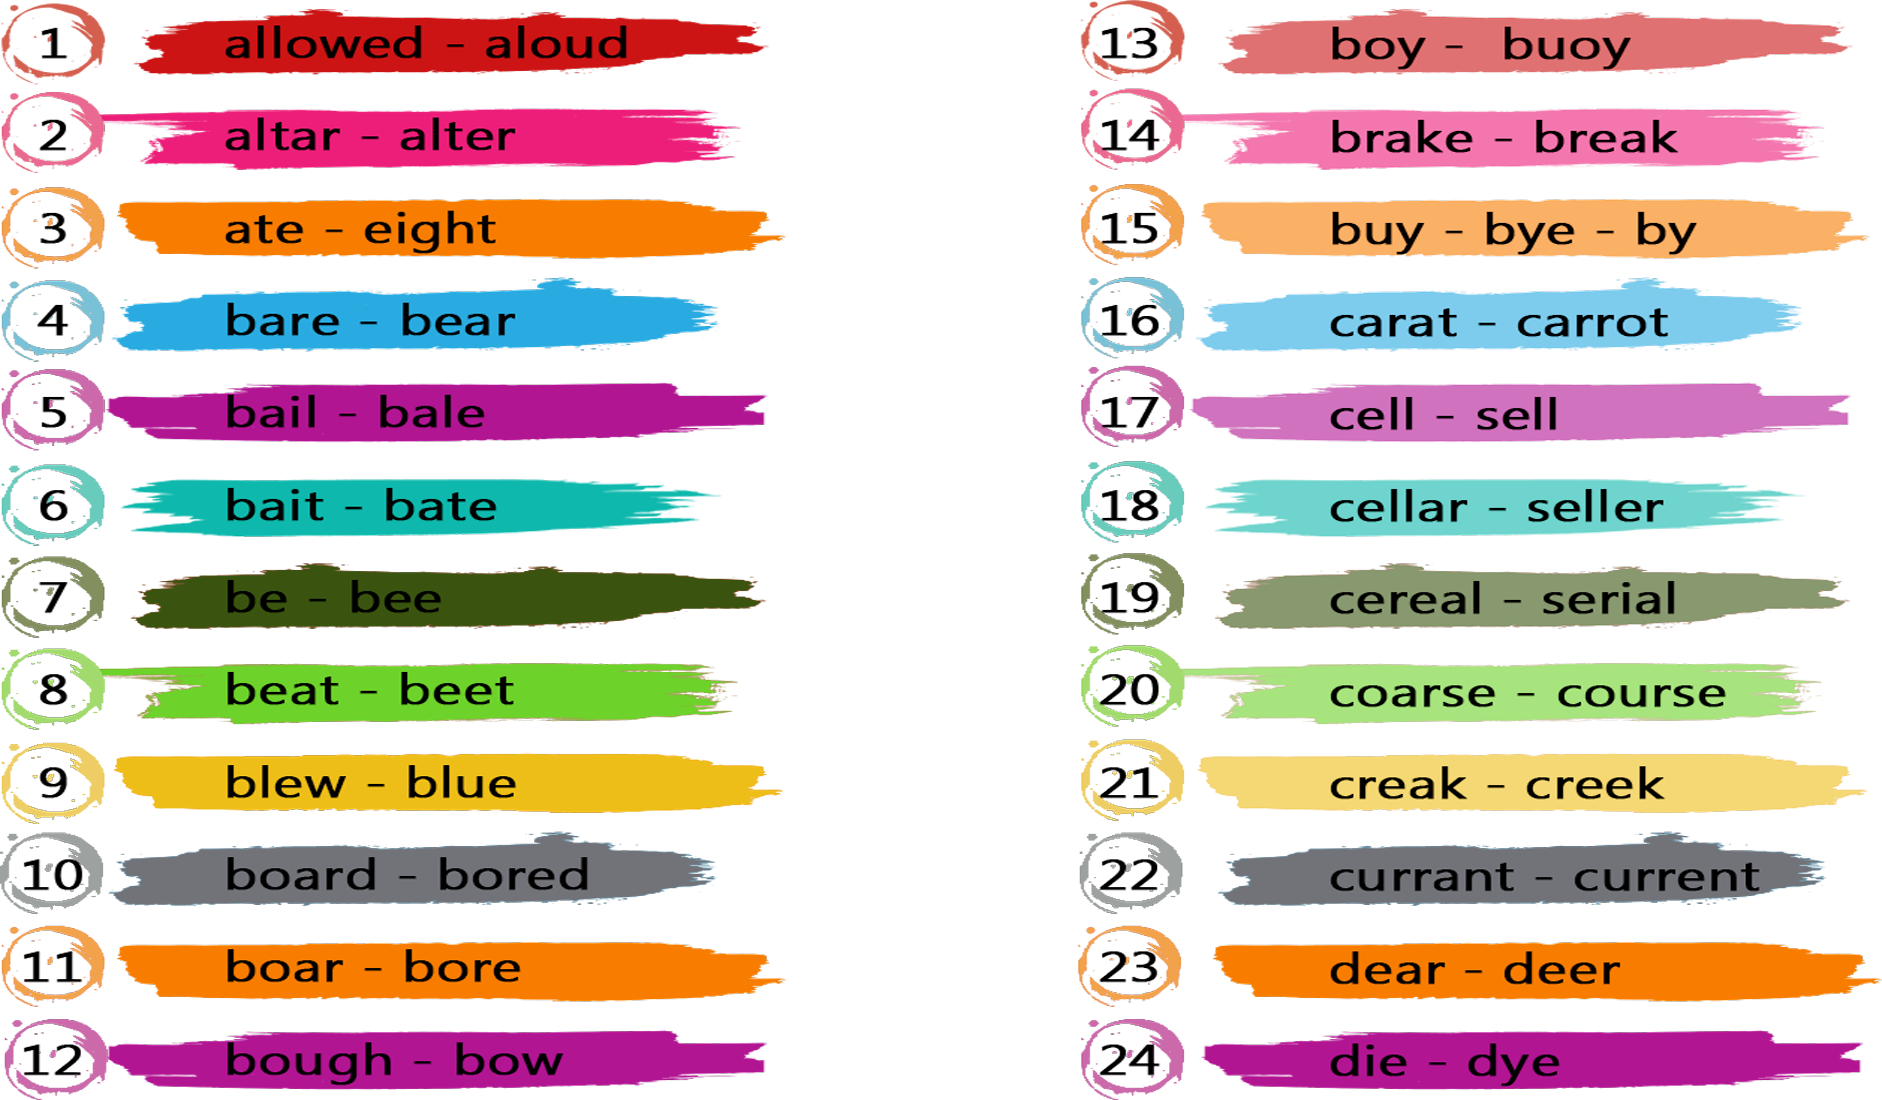 1 allowed - aloud
2 altar - alter
3 ate - eight
4 bare - bear
5 bail - bale
6 bait - bate
7 be - bee
8 beat - beet
9 blew - blue
10 board - bored
11 boar - bore
12 bough - bow
13 boy - buoy
14 brake - break
15 buy - bye - by
16 carat - carrot
17 cell - sell
18 cellar - seller
19 cereal - serial
20 coarse - course
21 creak - creek
22 currant - current
23 dear - deer
24 die - dye